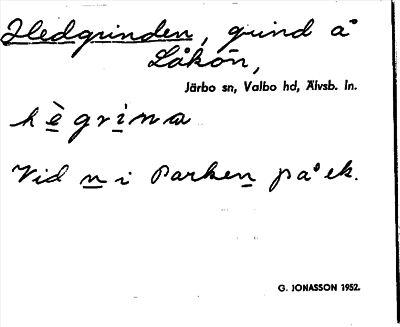 Hedgrinden, grind å
Låkön,
Järbo sn, Valbo hd, Älvsb. ln.
hègrina
Vid n i Parken på ek.
G. JONASSON 1952.